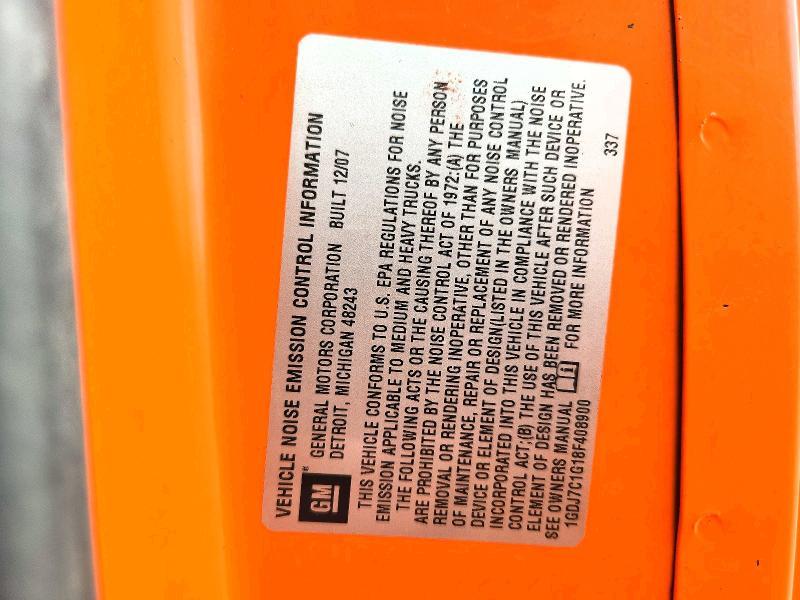 VEHICLE NOISE EMISSION CONTROL INFORMATION
GM
GENERAL MOTORS CORPORATION BUILT 12/07
DETROIT, MICHIGAN 48243
THIS VEHICLE CONFORMS TO U.S. EPA REGULATIONS FOR NOISE
EMISSION APPLICABLE TO MEDIUM AND HEAVY TRUCKS.
THE FOLLOWING ACTS OR THE CAUSING THEREOF BY ANY PERSON
ARE PROHIBITED BY THE NOISE CONTROL ACT OF 1972:(A) THE
REMOVAL OR RENDERING INOPERATIVE, OTHER THAN FOR PURPOSES
OF MAINTENANCE, REPAIR OR REPLACEMENT OF ANY NOISE CONTROL
DEVICE OR ELEMENT OF DESIGN(LISTED IN THE OWNERS MANUAL)
INCORPORATED INTO THIS VEHICLE IN COMPLIANCE WITH THE NOISE
CONTROL ACT;(B) THE USE OF THIS VEHICLE AFTER SUCH DEVICE OR
ELEMENT OF DESIGN HAS BEEN REMOVED OR RENDERED INOPERATIVE.
SEE OWNERS MANUAL FOR MORE INFORMATION
1GDJ7C1G18F408900 337